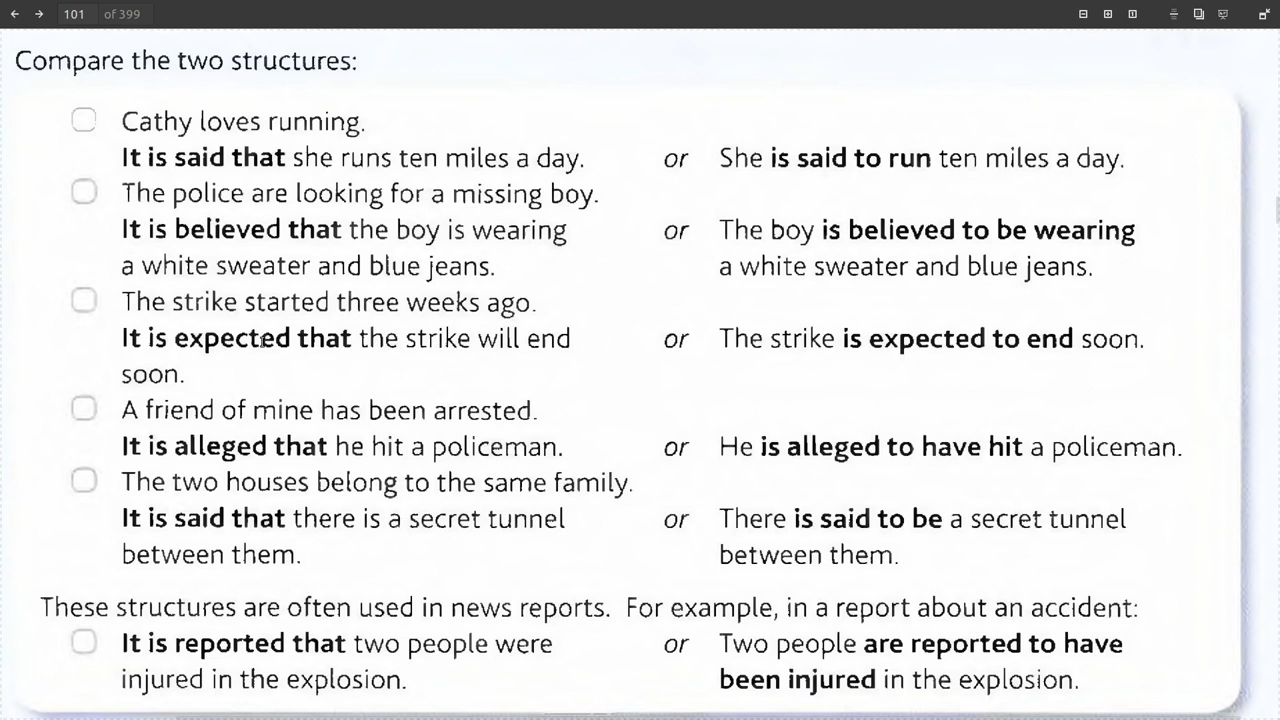 101 of 399
Compare the two structures:
Cathy loves running.
It is said that she runs ten miles a day. or She is said to run ten miles a day.
The police are looking for a missing boy.
It is believed that the boy is wearing or The boy is believed to be wearing
a white sweater and blue jeans. a white sweater and blue jeans.
The strike started three weeks ago.
It is expected that the strike will end or The strike is expected to end soon.
soon.
A friend of mine has been arrested.
It is alleged that he hit a policeman. or He is alleged to have hit a policeman.
The two houses belong to the same family.
It is said that there is a secret tunnel or There is said to be a secret tunnel
between them. between them.
These structures are often used in news reports. For example, in a report about an accident:
It is reported that two people were or Two people are reported to have
injured in the explosion. been injured in the explosion.